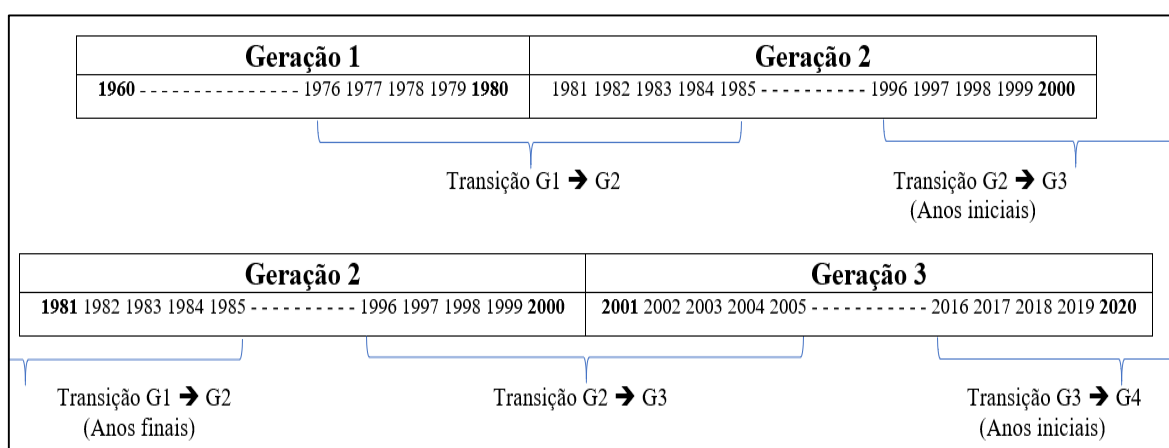 Geração 1 Geração 2
1960 - - - - - - - - - - - - - - - 1976 1977 1978 1979 1980 1981 1982 1983 1984 1985 - - - - - - - - - - 1996 1997 1998 1999 2000
Transição G1 ➔ G2 Transição G2 ➔ G3
(Anos iniciais)
Geração 2 Geração 3
1981 1982 1983 1984 1985 - - - - - - - - - - 1996 1997 1998 1999 2000 2001 2002 2003 2004 2005 - - - - - - - - - - - 2016 2017 2018 2019 2020
Transição G1 ➔ G2 Transição G2 ➔ G3 Transição G3 ➔ G4
(Anos finais) (Anos iniciais)